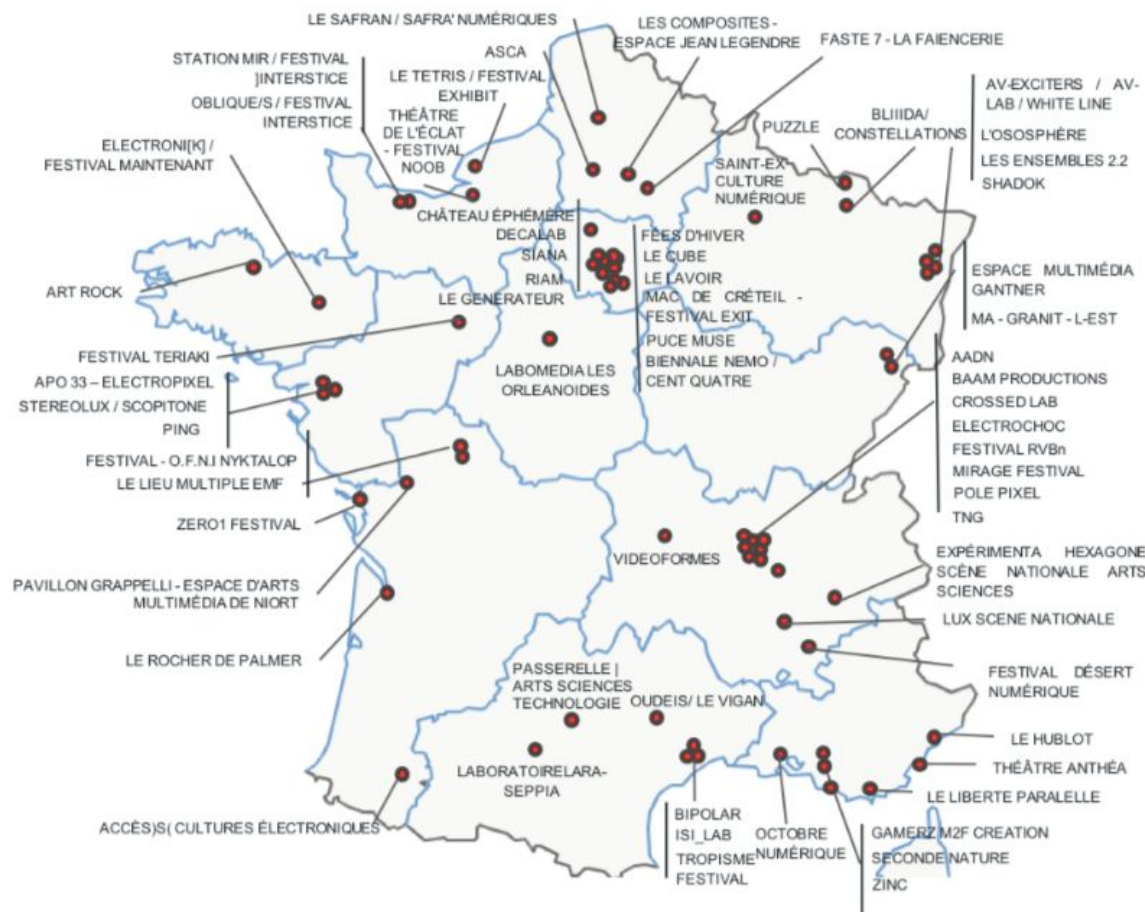 LE SAFRAN / SAFRA' NUMÉRIQUES
LES COMPOSITES -
ESPACE JEAN LEGENDRE
FASTE 7 - LA FAIENCERIE
ASCA
STATION MIR / FESTIVAL
]INTERSTICE
OBLIQUE/S / FESTIVAL
INTERSTICE
LE TETRIS / FESTIVAL
EXHIBIT
THÉÂTRE
DE L'ÉCLAT
- FESTIVAL
NOOB
ELECTRONI[K] /
FESTIVAL MAINTENANT
PUZZLE
BLIIIDA/
CONSTELLATIONS
AV-EXCITERS / AV-
LAB / WHITE LINE
L'OSOSPHÈRE
LES ENSEMBLES 2.2
SHADOK
SAINT-EX-
CULTURE
NUMÉRIQUE
CHÂTEAU ÉPHÉMÈRE
DECALAB
SIANA
RIAM
LE GENERATEUR
FÉES D'HIVER
LE CUBE
LE LAVOIR
MAC DE CRÉTEIL -
FESTIVAL EXIT
PUCE MUSE
BIENNALE NEMO /
CENT QUATRE
ESPACE MULTIMÉDIA
GANTNER
MA - GRANIT - L-EST
ART ROCK
FESTIVAL TERIAKI
LABOMEDIA LES
ORLEANOIDES
APO 33 – ELECTROPIXEL
STEREOLUX / SCOPITONE
PING
AADN
BAAM PRODUCTIONS
CROSSED LAB
ELECTROCHOC
FESTIVAL RVBn
MIRAGE FESTIVAL
POLE PIXEL
TNG
FESTIVAL - O.F.N.I NYKTALOP
LE LIEU MULTIPLE EMF
ZERO1 FESTIVAL
VIDEOFORMES
EXPÉRIMENTA HEXAGONE
SCÈNE NATIONALE ARTS
SCIENCES
PAVILLON GRAPPELLI - ESPACE D'ARTS
MULTIMÉDIA DE NIORT
LUX SCENE NATIONALE
LE ROCHER DE PALMER
FESTIVAL DÉSERT
NUMÉRIQUE
PASSERELLE |
ARTS SCIENCES
TECHNOLOGIE
OUDEIS/ LE VIGAN
LE HUBLOT
LABORATOIRELARA-
SEPPIA
THÉÂTRE ANTHÉA
LE LIBERTE PARALELLE
ACCÈS)S( CULTURES ÉLECTRONIQUES
BIPOLAR
ISI_LAB
TROPISME
FESTIVAL
OCTOBRE
NUMÉRIQUE
GAMERZ M2F CREATION
SECONDE NATURE
ZINC